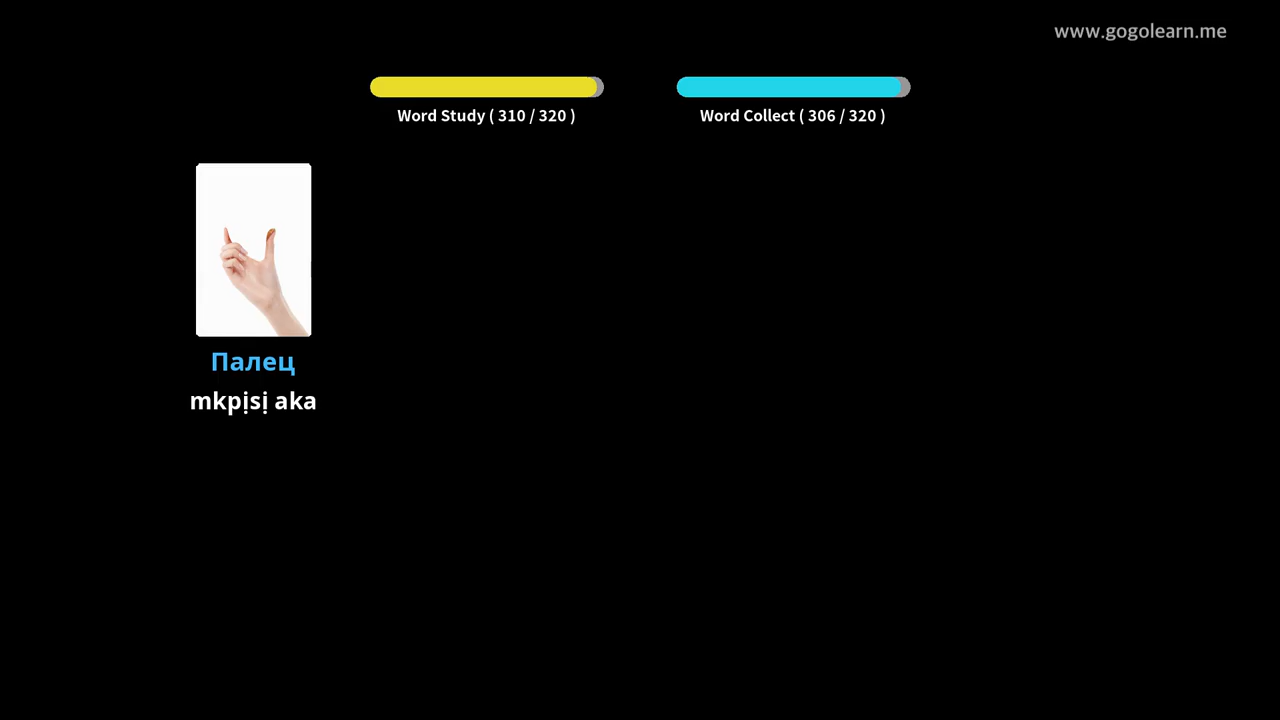 www.gogolearn.me
Word Study ( 310 / 320 )
Word Collect ( 306 / 320 )
Палец
mkpịsị aka